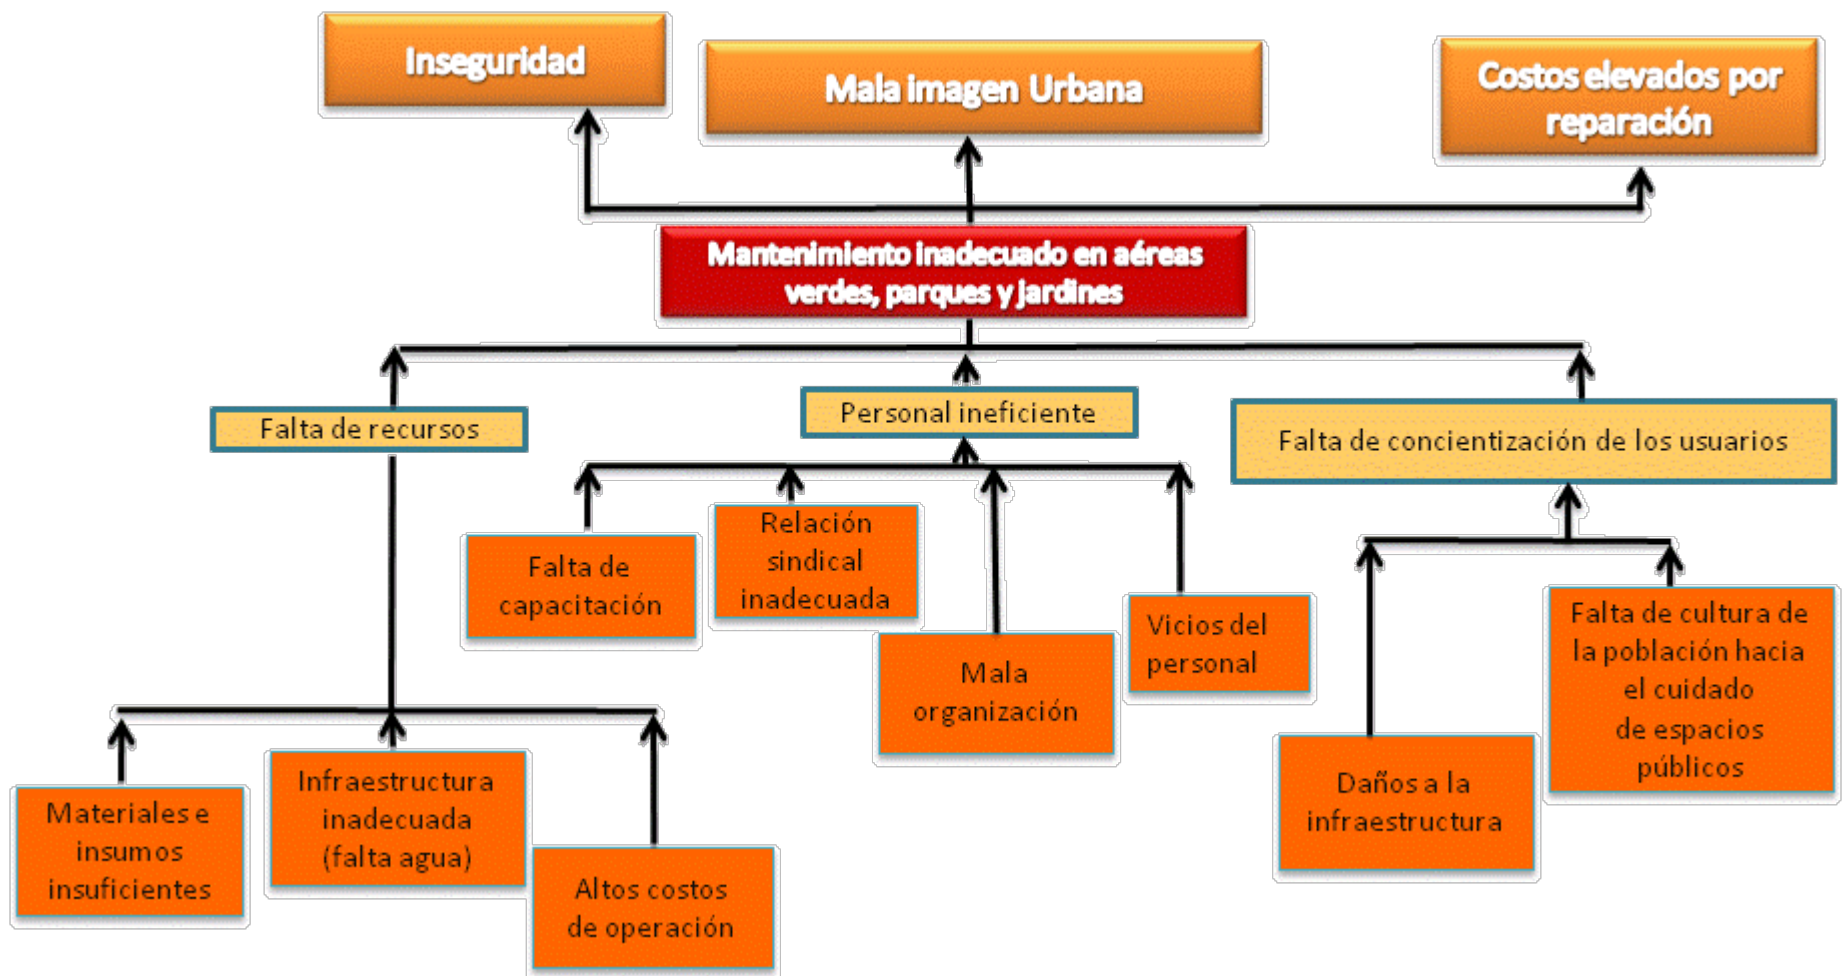 Inseguridad
Mala imagen Urbana
Costos elevados por
reparación
Mantenimiento inadecuado en aéreas
verdes, parques y jardines
Falta de recursos
Personal ineficiente
Falta de concientización de los usuarios
Falta de
capacitación
Relación
sindical
inadecuada
Mala
organización
Vicios del
personal
Falta de cultura de
la población hacia
el cuidado
de espacios
públicos
Daños a la
infraestructura
Materiales e
insumos
insuficientes
Infraestructura
inadecuada
(falta agua)
Altos costos
de operación